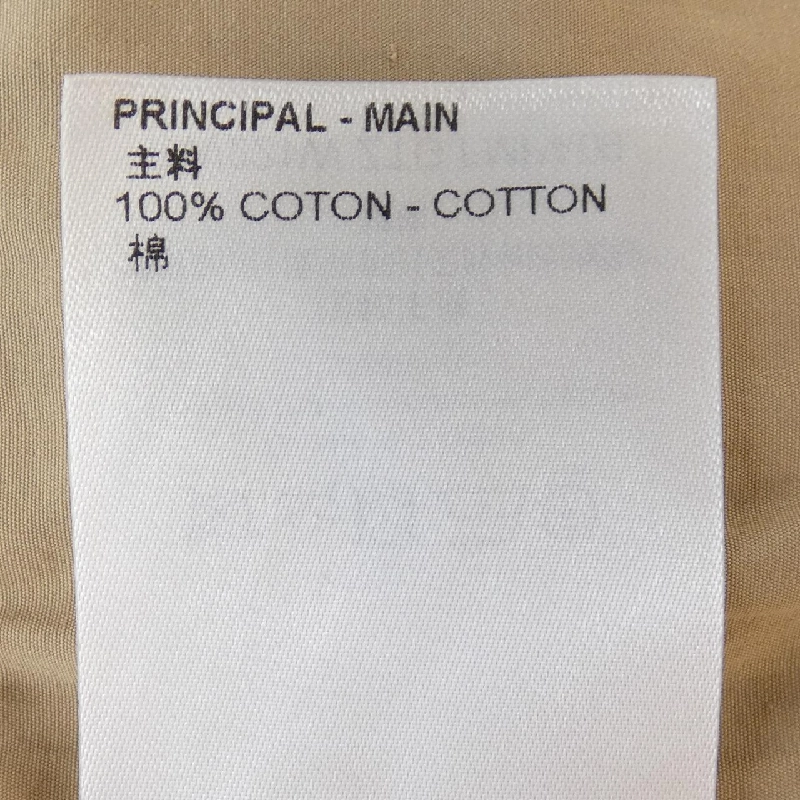 PRINCIPAL - MAIN
主料
100% COTON - COTTON
棉